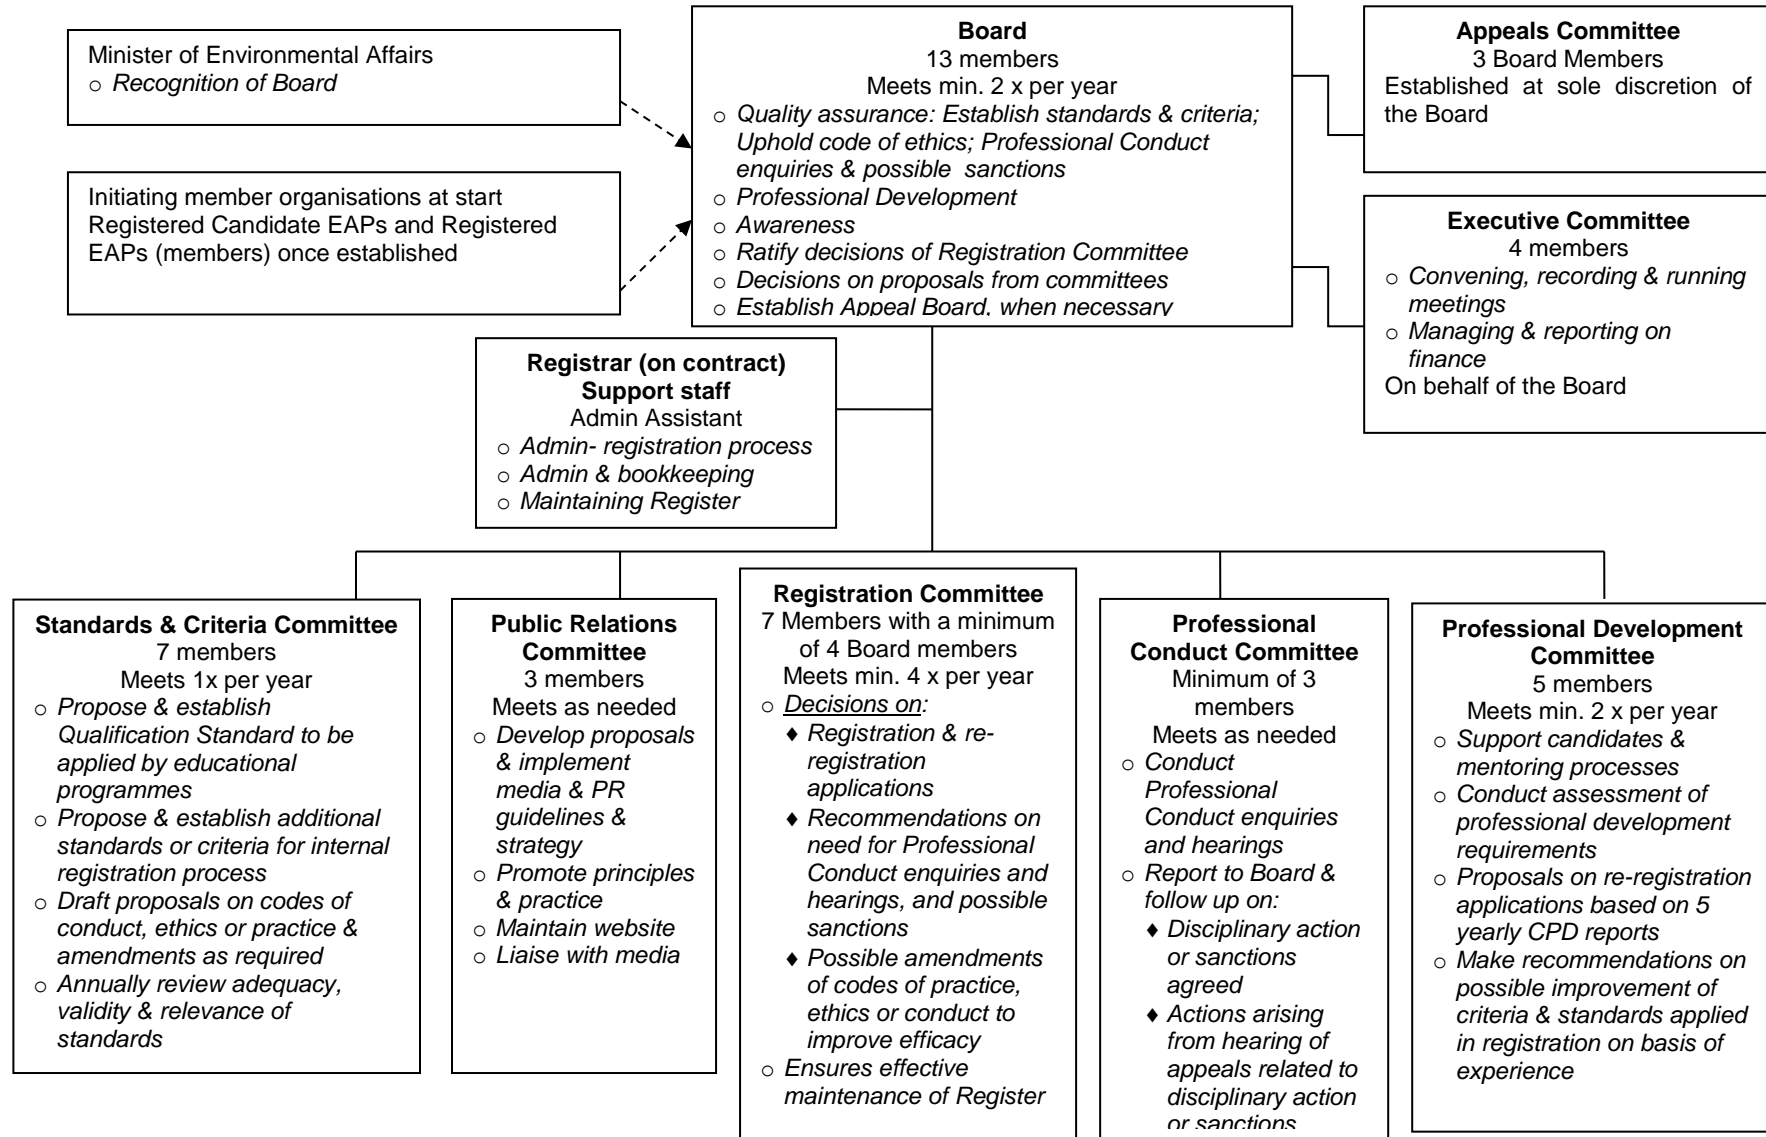 Minister of Environmental Affairs
o Recognition of Board
Initiating member organisations at start
Registered Candidate EAPs and Registered
EAPs (members) once established
Board
13 members
Meets min. 2 x per year
o Quality assurance: Establish standards & criteria;
Uphold code of ethics; Professional Conduct
enquiries & possible sanctions
o Professional Development
o Awareness
o Ratify decisions of Registration Committee
o Decisions on proposals from committees
o Establish Appeal Board, when necessary
Appeals Committee
3 Board Members
Established at sole discretion of
the Board
Executive Committee
4 members
o Convening, recording & running
meetings
o Managing & reporting on
finance
On behalf of the Board
Registrar (on contract)
Support staff
Admin Assistant
o Admin- registration process
o Admin & bookkeeping
o Maintaining Register
Standards & Criteria Committee
7 members
Meets 1x per year
o Propose & establish
Qualification Standard to be
applied by educational
programmes
o Propose & establish additional
standards or criteria for internal
registration process
o Draft proposals on codes of
conduct, ethics or practice &
amendments as required
o Annually review adequacy,
validity & relevance of
standards
Public Relations
Committee
3 members
Meets as needed
o Develop proposals
& implement
media & PR
guidelines &
strategy
o Promote principles
& practice
o Maintain website
o Liaise with media
Registration Committee
7 Members with a minimum
of 4 Board members
Meets min. 4 x per year
o Decisions on:
♦ Registration & re-
registration
applications
♦ Recommendations on
need for Professional
Conduct enquiries and
hearings, and possible
sanctions
♦ Possible amendments
of codes of practice,
ethics or conduct to
improve efficacy
o Ensures effective
maintenance of Register
Professional
Conduct Committee
Minimum of 3
members
Meets as needed
o Conduct
Professional
Conduct enquiries
and hearings
o Report to Board &
follow up on:
♦ Disciplinary action
or sanctions
agreed
♦ Actions arising
from hearing of
appeals related to
disciplinary action
or sanctions
Professional Development
Committee
5 members
Meets min. 2 x per year
o Support candidates &
mentoring processes
o Conduct assessment of
professional development
requirements
o Proposals on re-registration
applications based on 5
yearly CPD reports
o Make recommendations on
possible improvement of
criteria & standards applied
in registration on basis of
experience